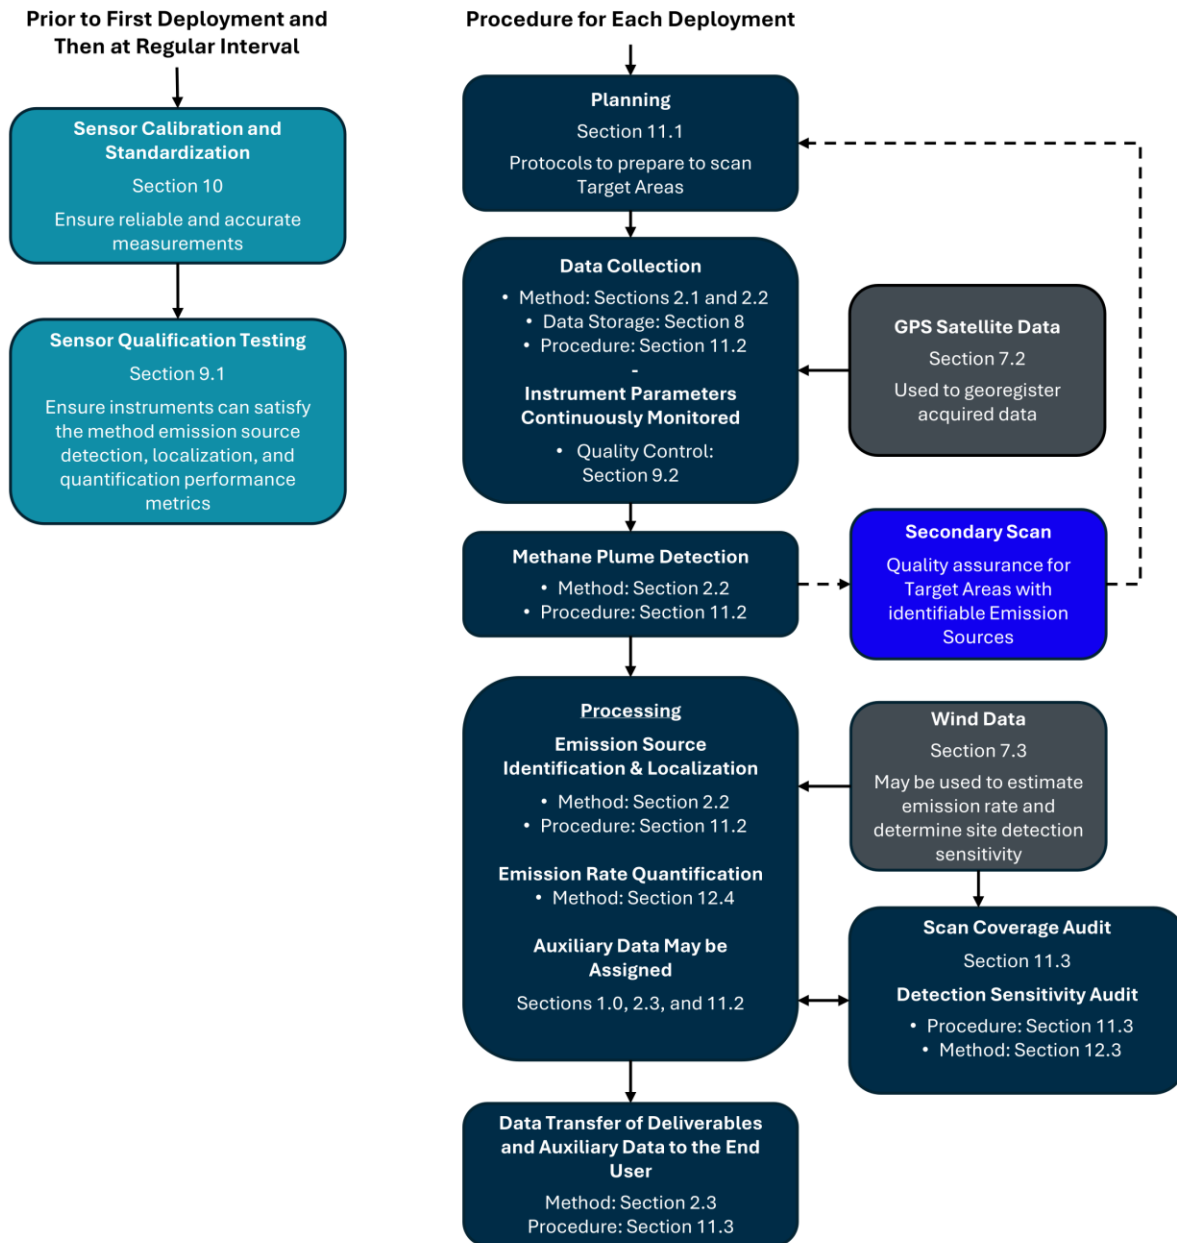 Prior to First Deployment and
Then at Regular Interval
Sensor Calibration and
Standardization
Section 10
Ensure reliable and accurate
measurements
Sensor Qualification Testing
Section 9.1
Ensure instruments can satisfy
the method emission source
detection, localization, and
quantification performance
metrics
Procedure for Each Deployment
Planning
Section 11.1
Protocols to prepare to scan
Target Areas
Data Collection
• Method: Sections 2.1 and 2.2
• Data Storage: Section 8
• Procedure: Section 11.2
-
Instrument Parameters
Continuously Monitored
• Quality Control:
Section 9.2
GPS Satellite Data
Section 7.2
Used to georegister
acquired data
Methane Plume Detection
• Method: Section 2.2
• Procedure: Section 11.2
Secondary Scan
Quality assurance for
Target Areas with
identifiable Emission
Sources
Processing
Emission Source
Identification & Localization
• Method: Section 2.2
• Procedure: Section 11.2
Emission Rate Quantification
• Method: Section 12.4
Auxiliary Data May be
Assigned
Sections 1.0, 2.3, and 11.2
Wind Data
Section 7.3
May be used to estimate
emission rate and
determine site detection
sensitivity
Scan Coverage Audit
Section 11.3
Detection Sensitivity Audit
• Procedure: Section 11.3
• Method: Section 12.3
Data Transfer of Deliverables
and Auxiliary Data to the End
User
Method: Section 2.3
Procedure: Section 11.3